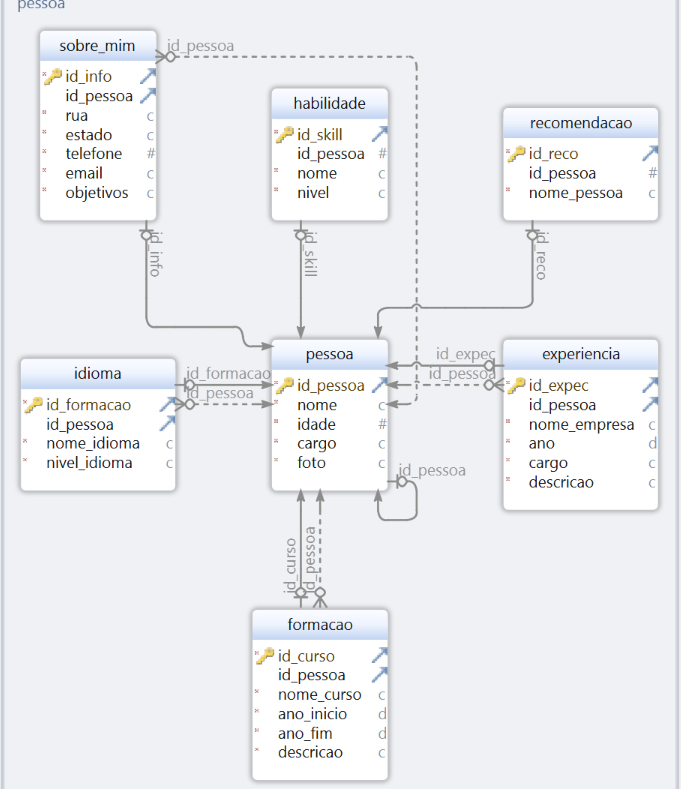 pessoa
sobre_mim
id_info
id_pessoa
rua c
estado c
telefone #
email c
objetivos c
id_pessoa
habilidade
id_skill
id_pessoa #
nome c
nivel c
recomendacao
id_reco
id_pessoa #
nome_pessoa c
id_info
id_skill
id_reco
idioma
id_formacao
id_pessoa
nome_idioma c
nivel_idioma c
id_formacao
id_pessoa
pessoa
id_pessoa
nome c
idade #
cargo c
foto c
id_expec
id_pessoa
experiencia
id_expec
id_pessoa
nome_empresa c
ano d
cargo c
descricao c
id_pessoa
id_curso
id_pessoa
formacao
id_curso
id_pessoa
nome_curso c
ano_inicio d
ano_fim d
descricao c